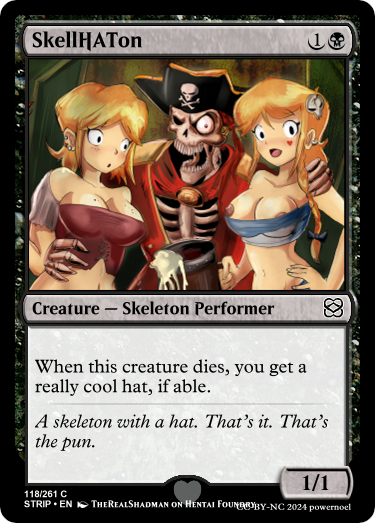 SkellHATon
1
Creature — Skeleton Performer
When this creature dies, you get a
really cool hat, if able.
A skeleton with a hat. That's it. That's
the pun.
1/1
118/261 C
STRIP • EN TheRealShadman on Hentai Foundry
CC-BY-NC 2024 powernoel